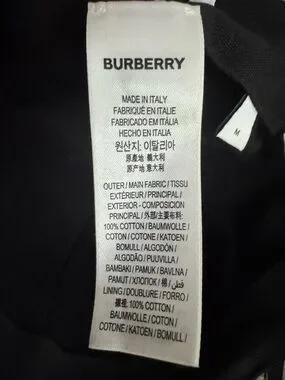 BURBERRY
MADE IN ITALY
FABRIQUÉ EN ITALIE
FABRICADO EM ITÁLIA
HECHO EN ITALIA
원산지: 이탈리아
原產地: 義大利
原产地: 意大利
OUTER / MAIN FABRIC / TISSU
EXTÉRIEUR / PRINCIPAL /
EXTERIOR - COMPOSICION
PRINCIPAL / 外部/主要布料:
100% COTTON / BAUMWOLLE /
COTON / COTONE / KATOEN /
BOMULL / ALGODÓN /
ALGODÃO / PUUVILLA /
BAMBAKI / PAMUK / BAVLNA /
PAMUT / ХЛОПОК / 棉 / قطن /
LINING / DOUBLURE / FORRO /
裡: 100% COTTON /
BAUMWOLLE / COTON /
COTONE / KATOEN / BOMULL /
M